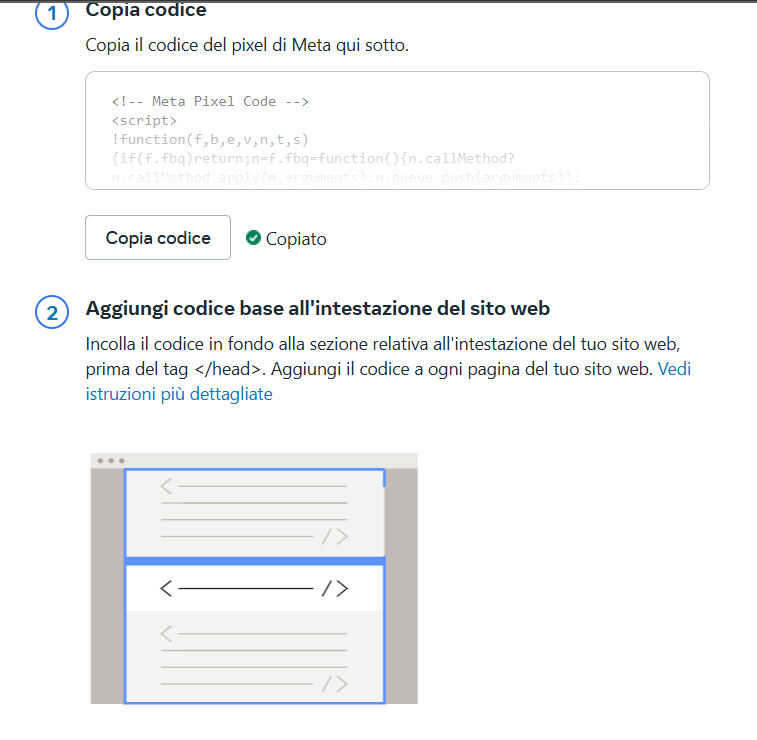 1 Copia codice
Copia il codice del pixel di Meta qui sotto.
<!-- Meta Pixel Code -->
<script>
!function(f,b,e,v,n,t,s)
{if(f.fbq)return;n=f.fbq=function(){n.callMethod?
n.callMethod.apply(n,arguments):n.queue.push(arguments)};
Copia codice
Copiato
2 Aggiungi codice base all'intestazione del sito web
Incolla il codice in fondo alla sezione relativa all'intestazione del tuo sito web,
prima del tag </head>. Aggiungi il codice a ogni pagina del tuo sito web. Vedi
istruzioni più dettagliate